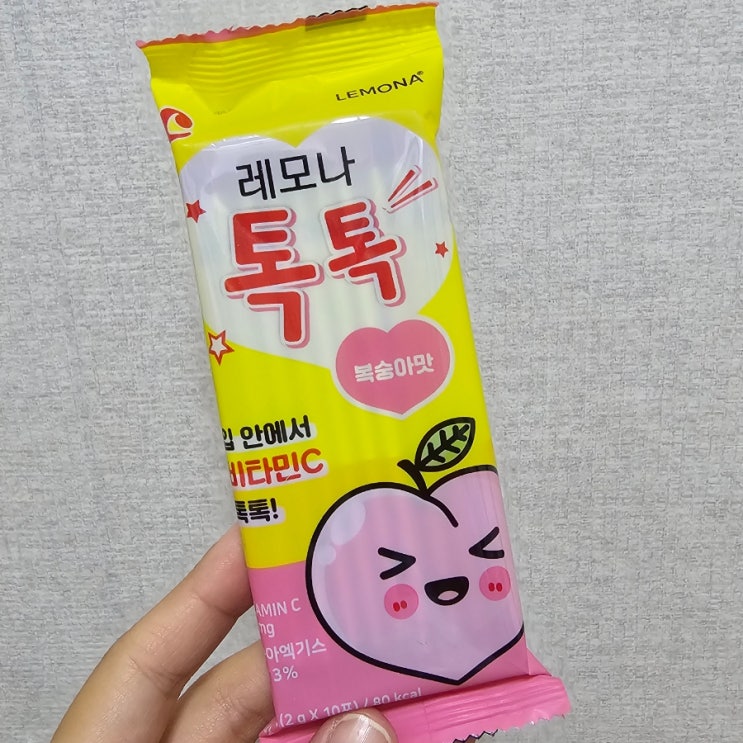 LEMONA®
레모나
톡톡
복숭아맛
입 안에서
비타민C
톡톡!
AMIN C
mg
아엑기스
3%
(2 g X 10포) / 80 kcal